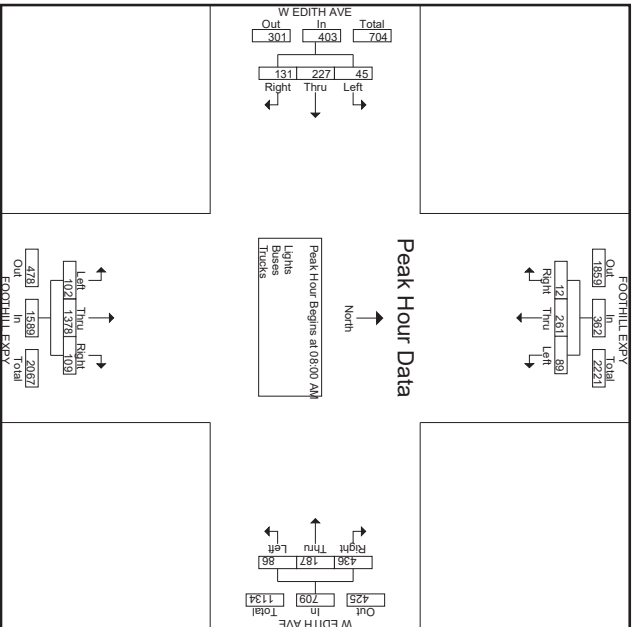 W EDITH AVE
Out In Total
301 403 704
131 227 45
Right Thru Left
FOOTHILL EXPY
Out In Total
1859 362 2221
12 261 89
Right Thru Left
Peak Hour Data
North
Peak Hour Begins at 08:00 AM
Lights
Buses
Trucks
Left Thru Right
102 1378 109
Out In Total
478 1589 2067
FOOTHILL EXPY
Right Thru Left
436 187 86
Out In Total
425 709 1134
W EDITH AVE